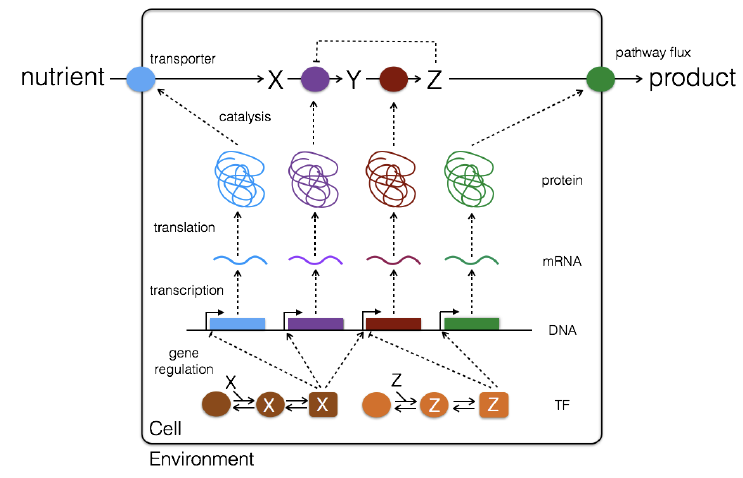 transporter
pathway flux
nutrient
X
Y
Z
product
catalysis
protein
translation
mRNA
transcription
DNA
gene
regulation
X
Z
X
X
Z
Z
TF
Cell
Environment